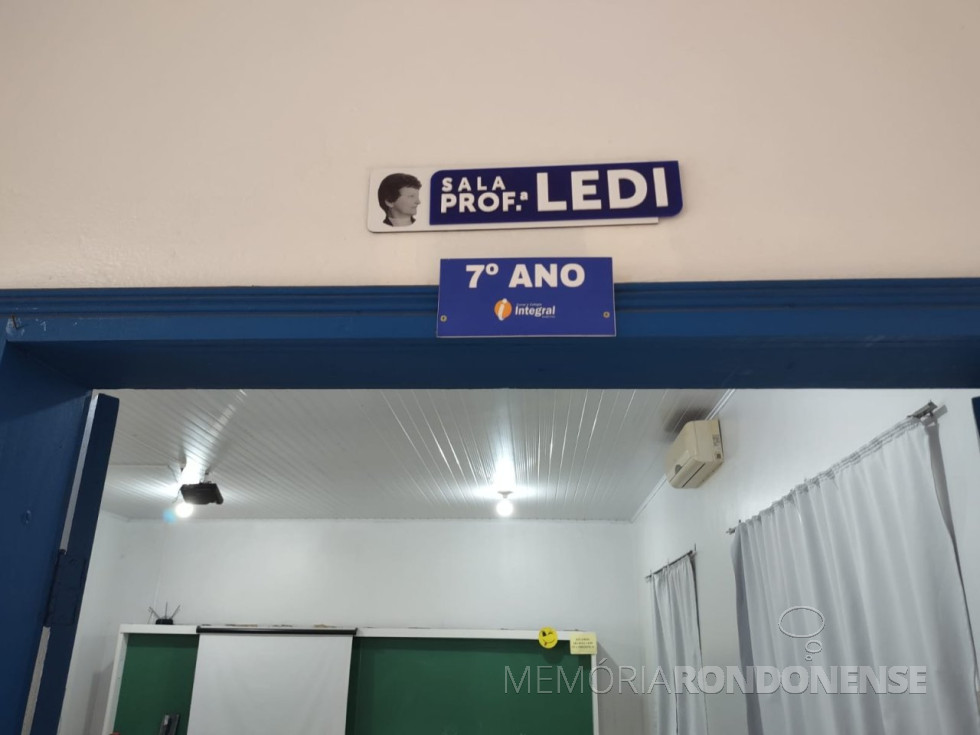 SALA
PROF.ª LEDI
7º ANO
Integral
MEMÓRIARONDONENSE